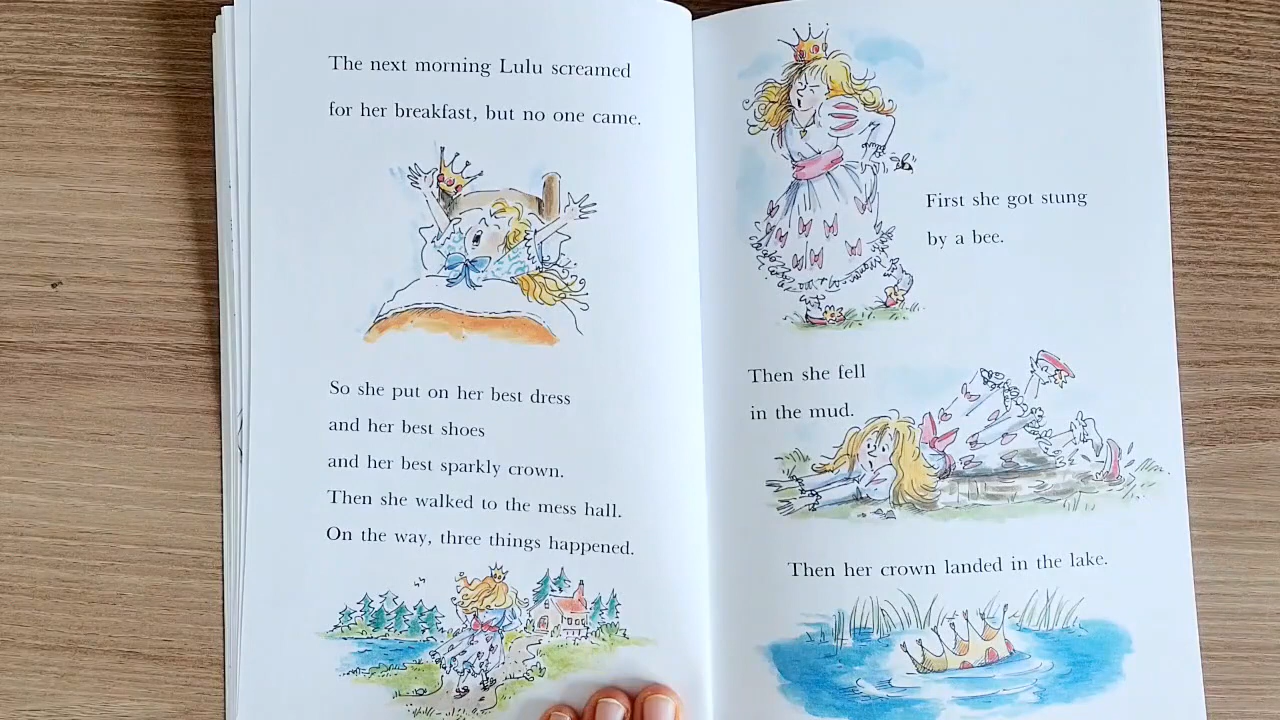 The next morning Lulu screamed
for her breakfast, but no one came.
So she put on her best dress
and her best shoes
and her best sparkly crown.
Then she walked to the mess hall.
On the way, three things happened.
First she got stung
by a bee.
Then she fell
in the mud.
Then her crown landed in the lake.